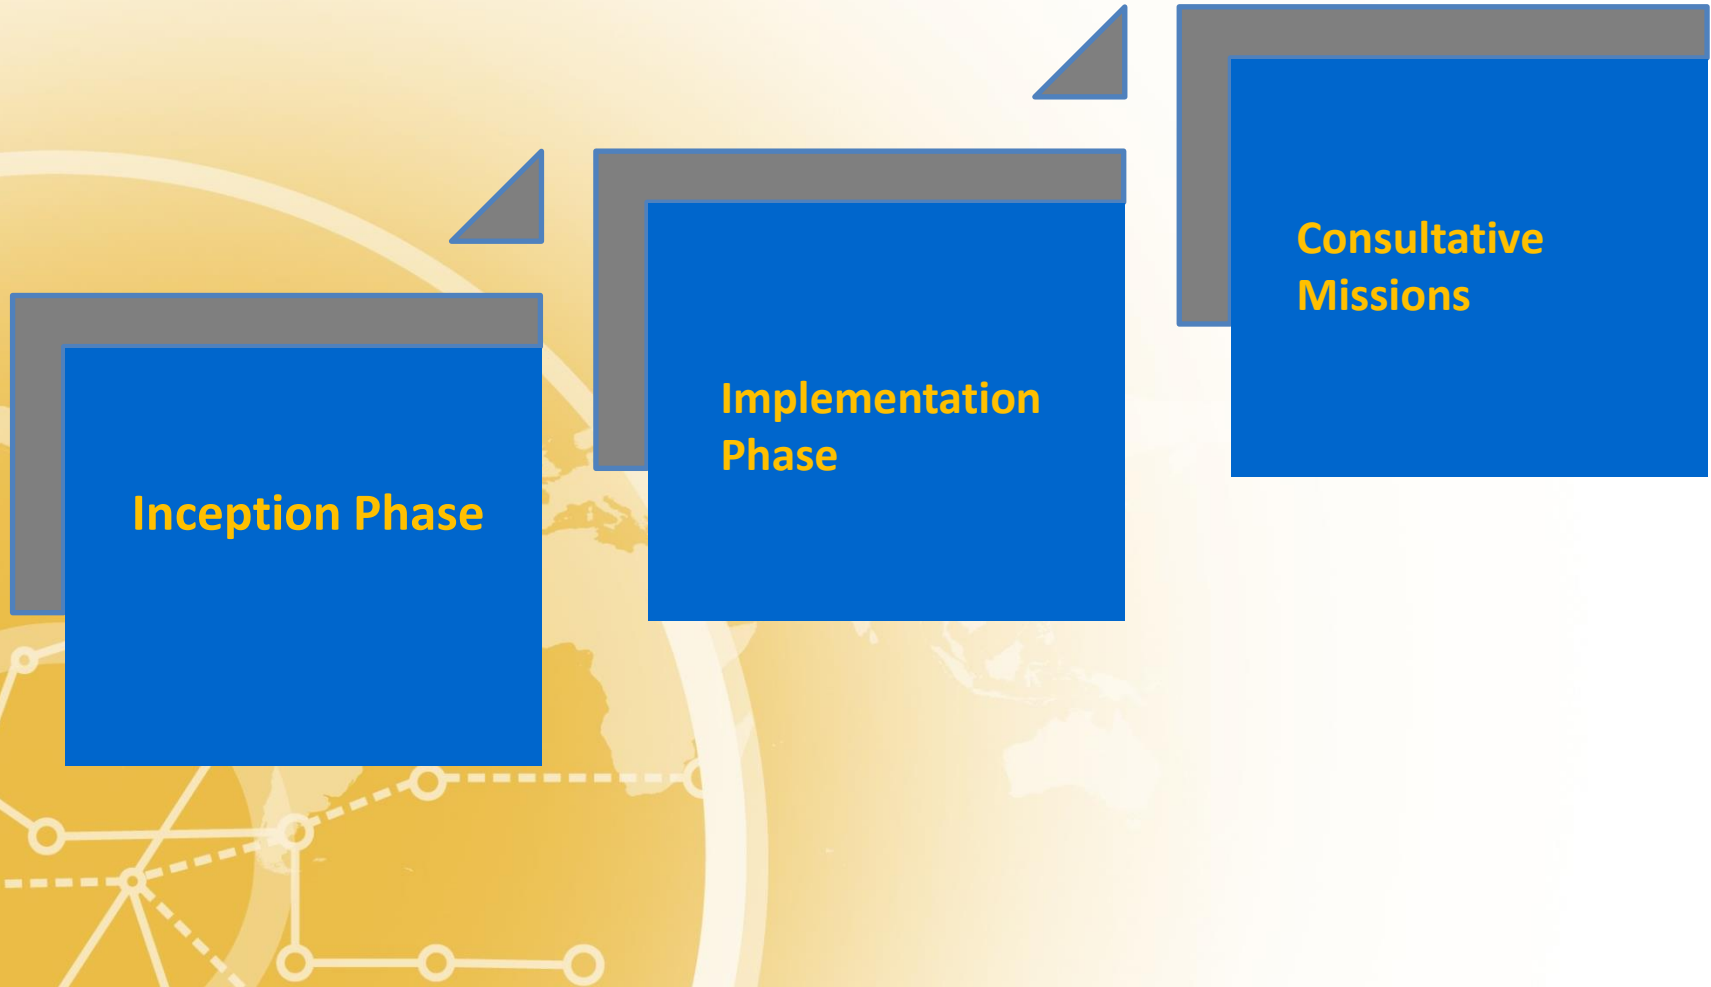 Inception Phase
Implementation
Phase
Consultative
Missions